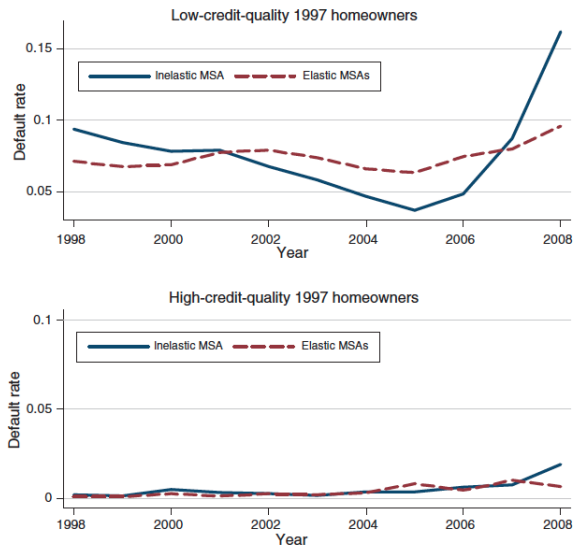 Low-credit-quality 1997 homeowners
0.15
Inelastic MSA Elastic MSAs
0.1
Default rate
0.05
1998 2000 2002 2004 2006 2008
Year
High-credit-quality 1997 homeowners
0.1
Inelastic MSA Elastic MSAs
Default rate
0.05
0
1998 2000 2002 2004 2006 2008
Year